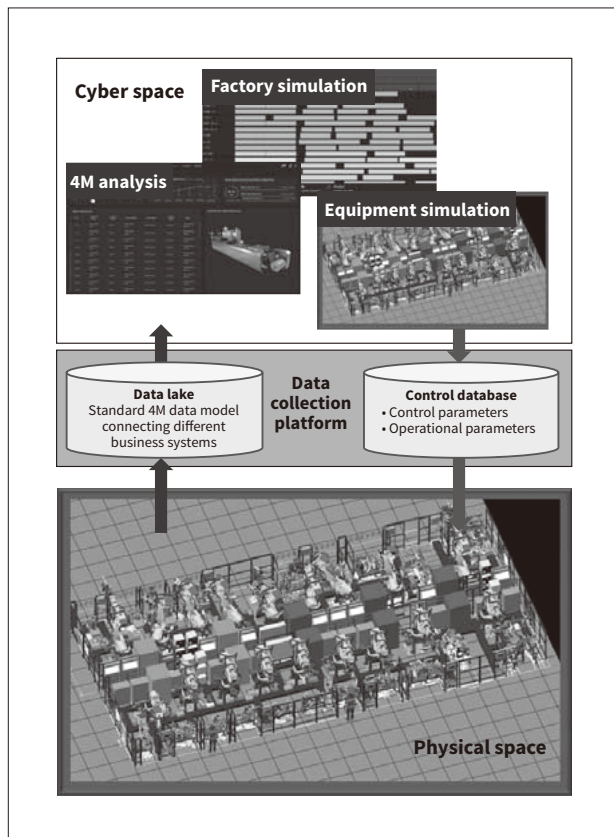 Cyber space
Factory simulation
4M analysis
Equipment simulation
Data lake
Standard 4M data model
connecting different
business systems
Data
collection
platform
Control database
• Control parameters
• Operational parameters
Physical space